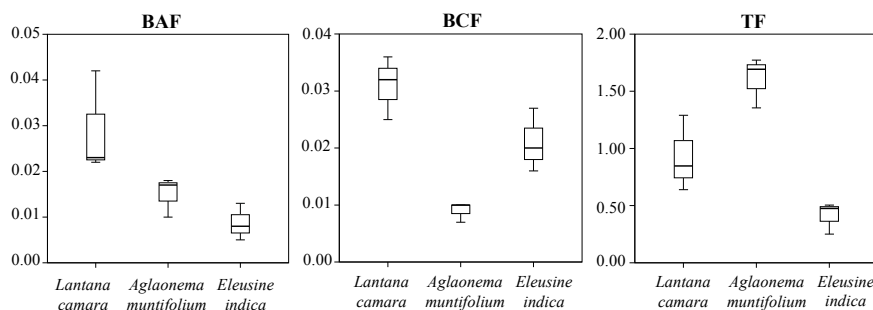 BAF
0.05
0.04
0.03
0.02
0.01
0.00
Lantana camara
Aglaonema muntifolium
Eleusine indica
BCF
0.04
0.03
0.02
0.01
0.00
Lantana camara
Aglaonema muntifolium
Eleusine indica
TF
2.00
1.50
1.00
0.50
0.00
Lantana camara
Aglaonema muntifolium
Eleusine indica